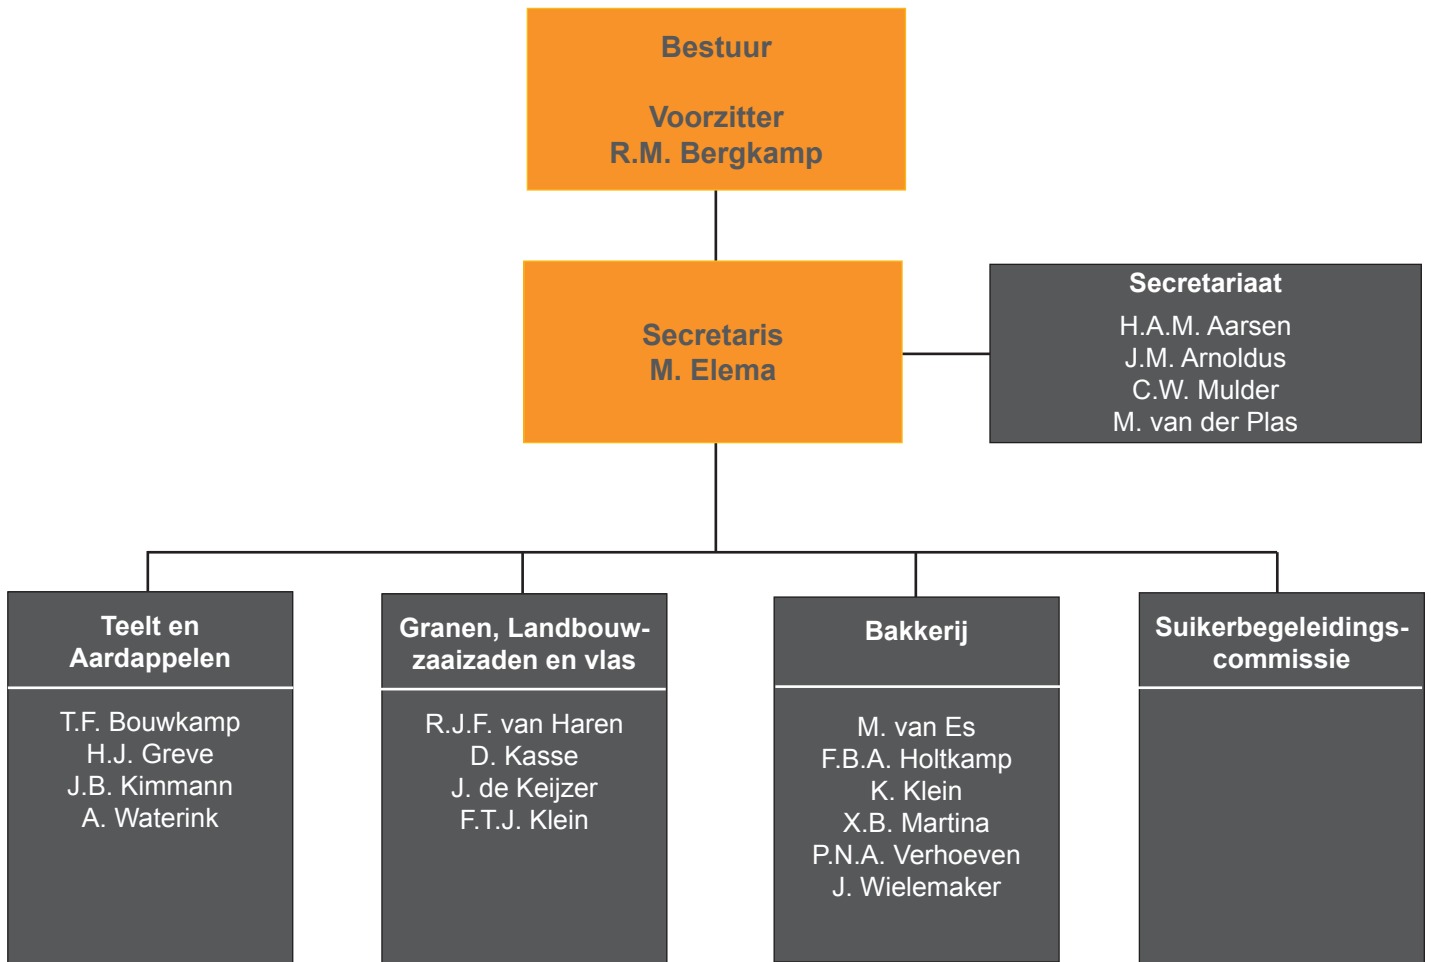 Bestuur
Voorzitter
R.M. Bergkamp
Secretaris
M. Elema
Secretariaat
H.A.M. Aarsen
J.M. Arnoldus
C.W. Mulder
M. van der Plas
Teelt en
Aardappelen
T.F. Bouwkamp
H.J. Greve
J.B. Kimmann
A. Waterink
Granen, Landbouw-
zaaizaden en vlas
R.J.F. van Haren
D. Kasse
J. de Keijzer
F.T.J. Klein
Bakkerij
M. van Es
F.B.A. Holtkamp
K. Klein
X.B. Martina
P.N.A. Verhoeven
J. Wielemaker
Suikerbegeleidings-
commissie